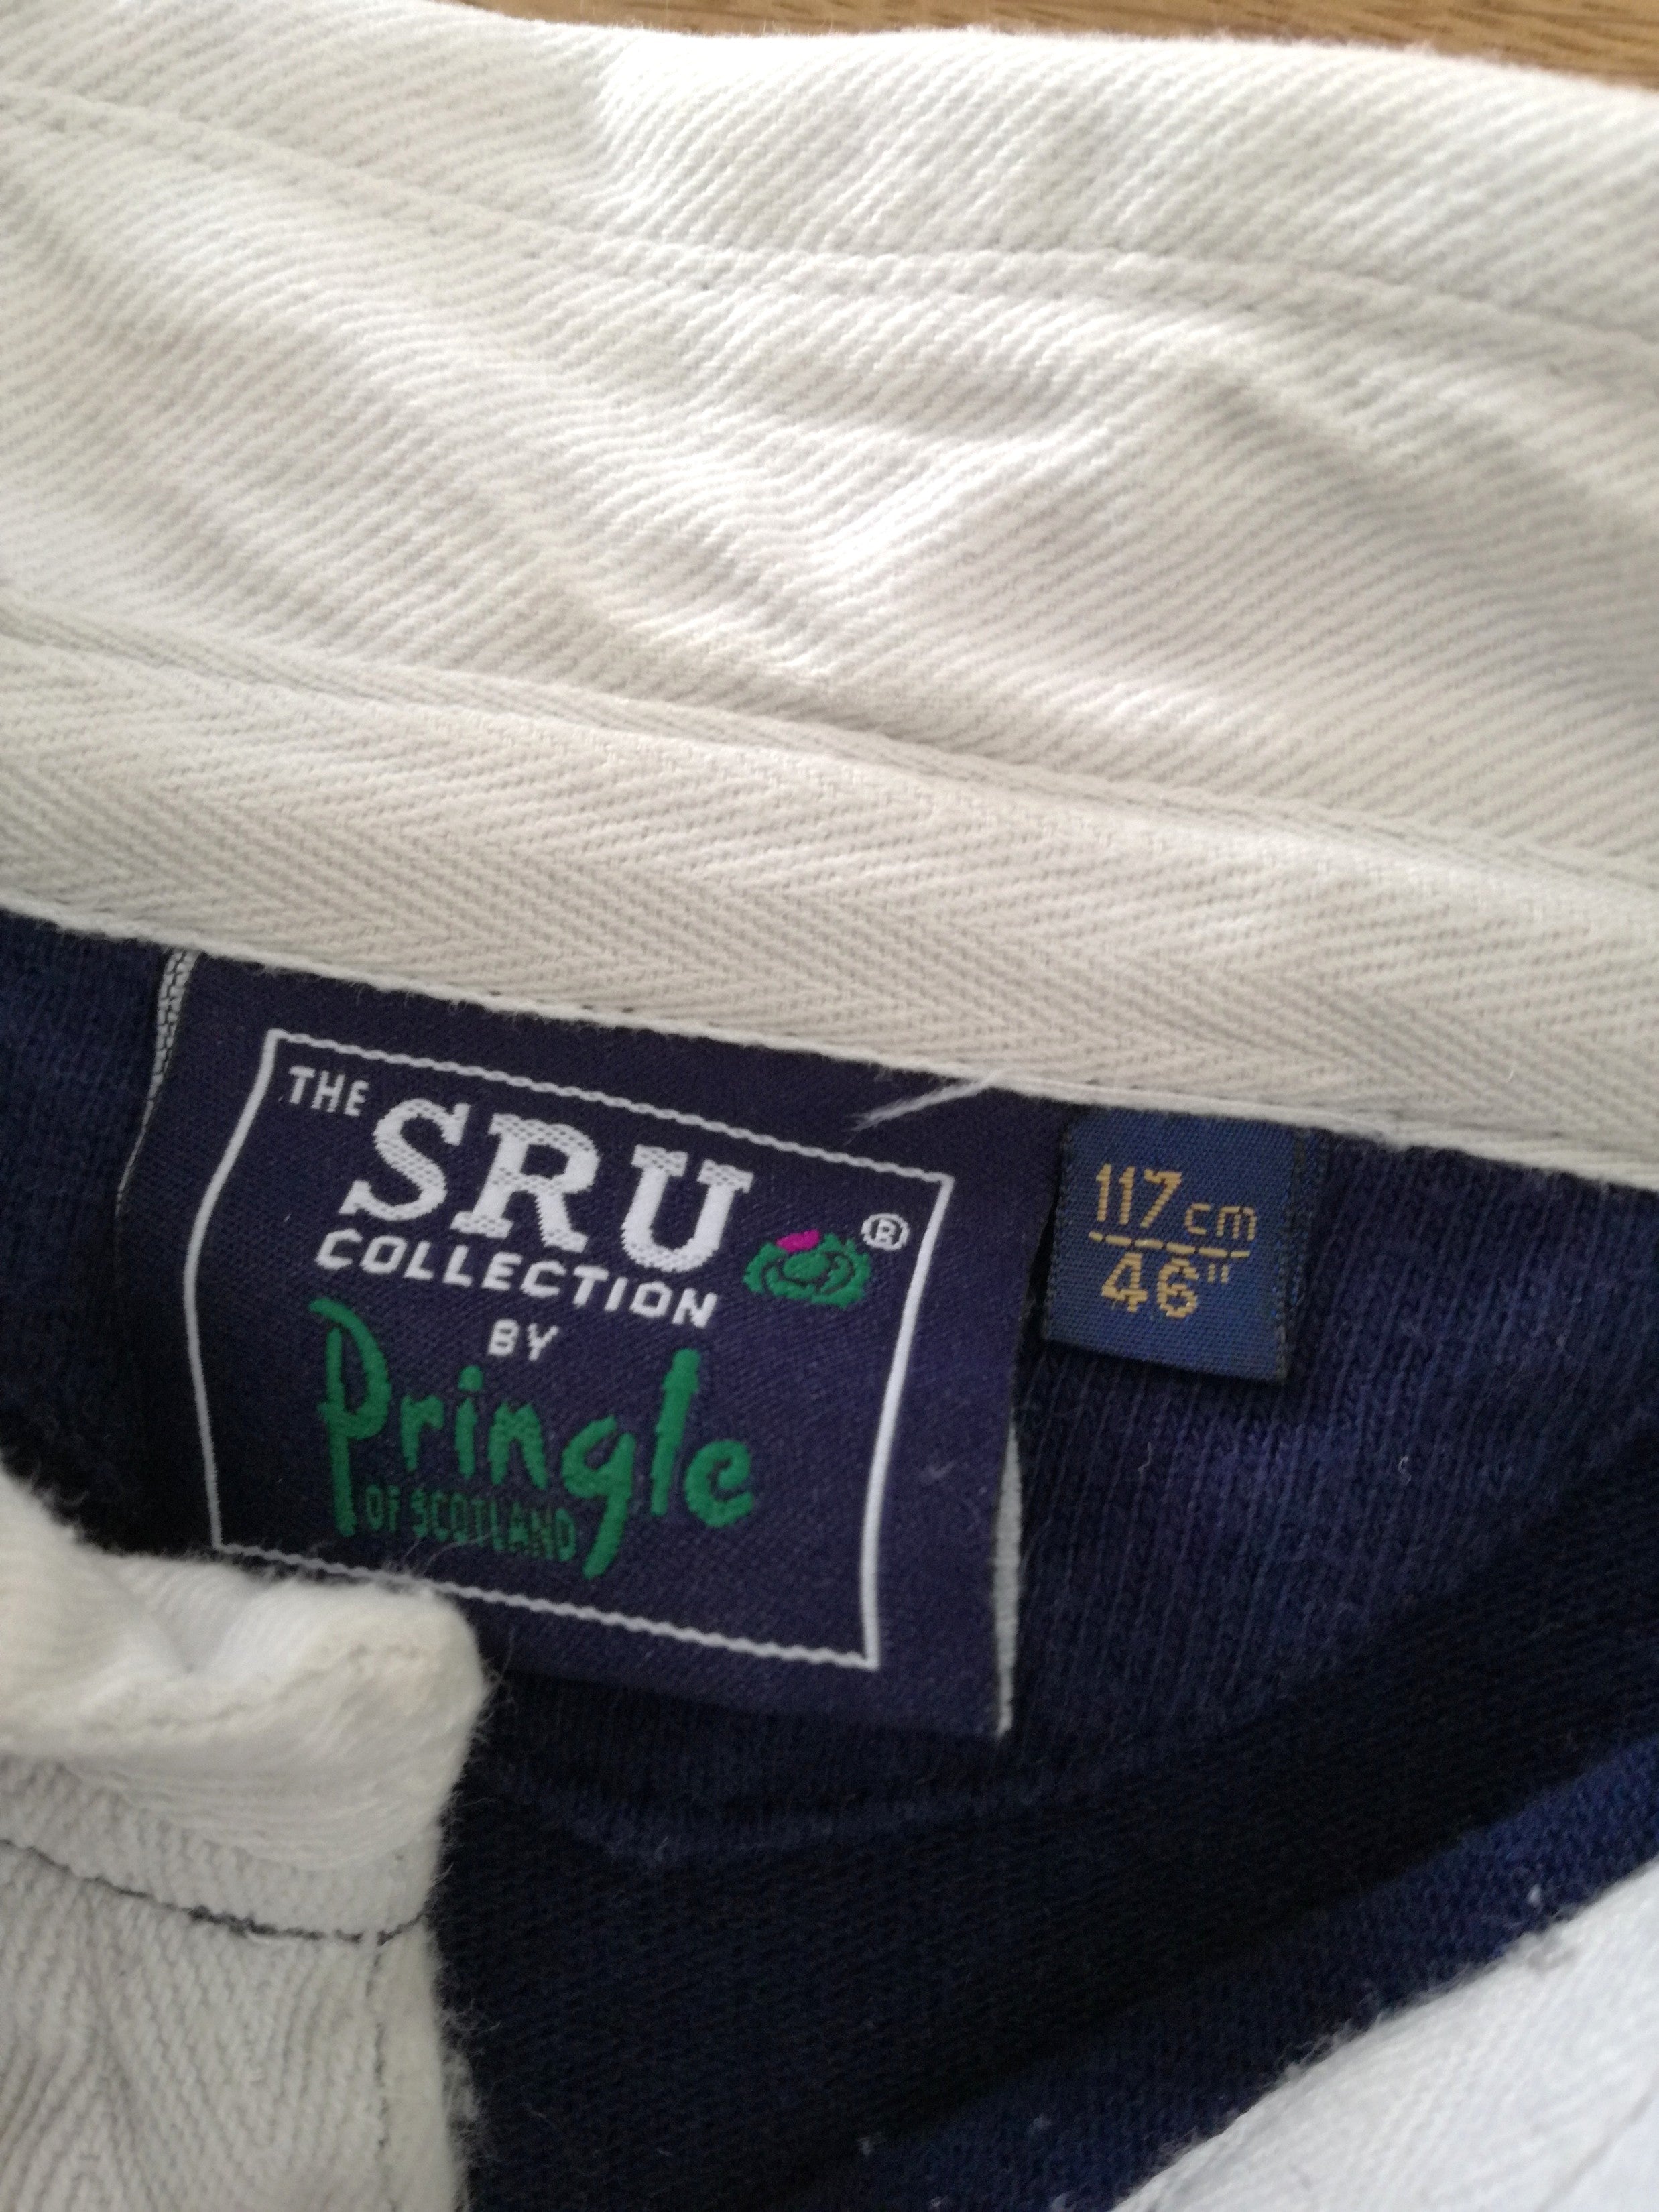 THE
SRU ®
COLLECTION
BY
Pringle
OF SCOTLAND
117 cm
46"